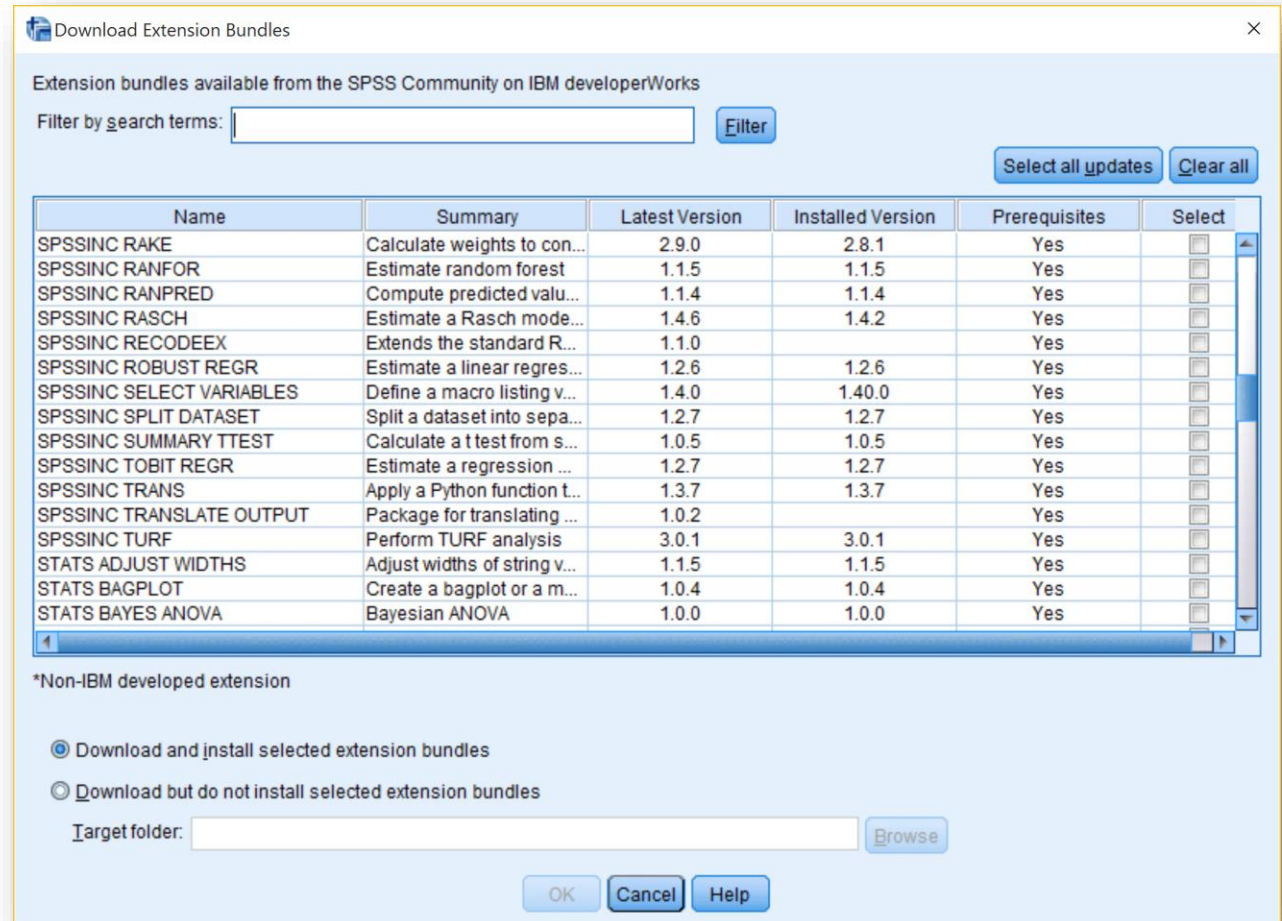 Download Extension Bundles
Extension bundles available from the SPSS Community on IBM developerWorks
Filter by search terms: Filter
Select all updates Clear all
Name Summary Latest Version Installed Version Prerequisites Select
SPSSINC RAKE Calculate weights to con... 2.9.0 2.8.1 Yes
SPSSINC RANFOR Estimate random forest 1.1.5 1.1.5 Yes
SPSSINC RANPRED Compute predicted valu... 1.1.4 1.1.4 Yes
SPSSINC RASCH Estimate a Rasch mode... 1.4.6 1.4.2 Yes
SPSSINC RECODEEX Extends the standard R... 1.1.0 Yes
SPSSINC ROBUST REGR Estimate a linear regres... 1.2.6 1.2.6 Yes
SPSSINC SELECT VARIABLES Define a macro listing v... 1.4.0 1.40.0 Yes
SPSSINC SPLIT DATASET Split a dataset into sepa... 1.2.7 1.2.7 Yes
SPSSINC SUMMARY TTEST Calculate a t test from s... 1.0.5 1.0.5 Yes
SPSSINC TOBIT REGR Estimate a regression ... 1.2.7 1.2.7 Yes
SPSSINC TRANS Apply a Python function t... 1.3.7 1.3.7 Yes
SPSSINC TRANSLATE OUTPUT Package for translating ... 1.0.2 Yes
SPSSINC TURF Perform TURF analysis 3.0.1 3.0.1 Yes
STATS ADJUST WIDTHS Adjust widths of string v... 1.1.5 1.1.5 Yes
STATS BAGPLOT Create a bagplot or a m... 1.0.4 1.0.4 Yes
STATS BAYES ANOVA Bayesian ANOVA 1.0.0 1.0.0 Yes
*Non-IBM developed extension
Download and install selected extension bundles
Download but do not install selected extension bundles
Target folder: Browse
OK Cancel Help